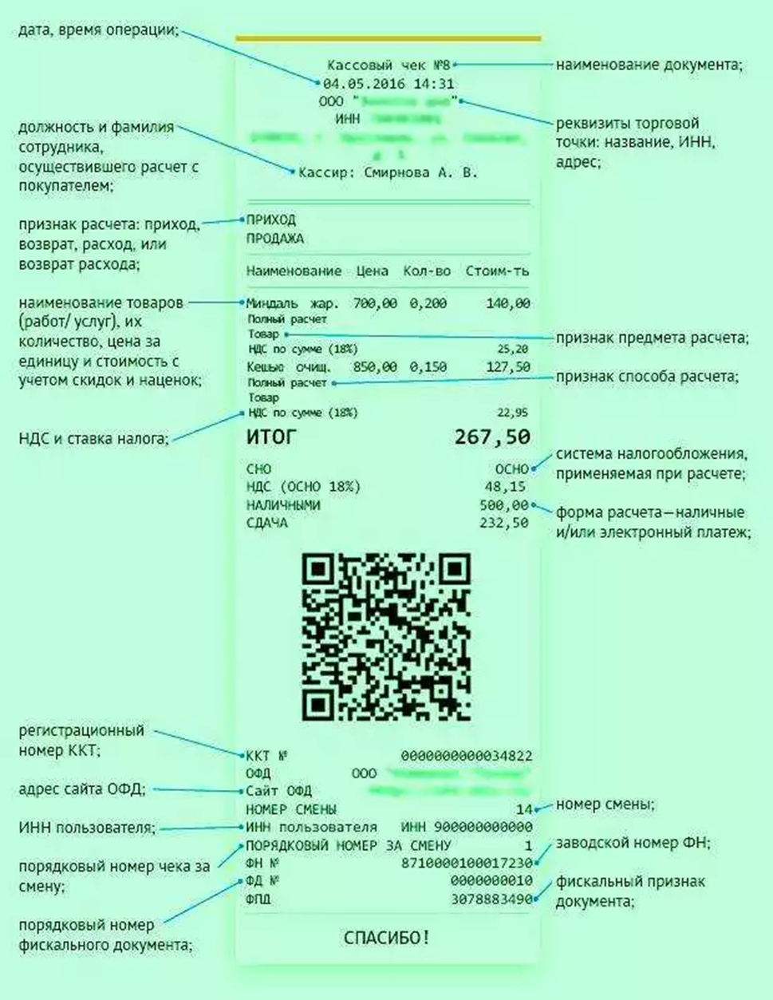 дата, время операции;
Кассовый чек №8
наименование документа;
04.05.2016 14:31
ООО "
ИНН
должность и фамилия
сотрудника,
осуществившего расчет с
покупателем;
реквизиты торговой
точки: название, ИНН,
адрес;
Кассир: Смирнова А. В.
признак расчета: приход,
возврат, расход, или
возврат расхода;
ПРИХОД
ПРОДАЖА
Наименование Цена Кол-во Стоим-ть
наименование товаров
(работ/ услуг), их
количество, цена за
единицу и стоимость с
учетом скидок и наценок;
Миндаль жар. 700,00 0,200 140,00
Полный расчет
Товар
НДС по сумме (18%) 25,20
признак предмета расчета;
Кешью очищ. 850,00 0,150 127,50
Полный расчет
признак способа расчета;
Товар
НДС по сумме (18%) 22,95
НДС и ставка налога;
ИТОГ 267,50
СНО ОСНО
система налогообложения,
применяемая при расчете;
НДС (ОСНО 18%) 48,15
НАЛИЧНЫМИ 500,00
форма расчета—наличные
и/или электронный платеж;
СДАЧА 232,50
регистрационный
номер ККТ;
ККТ № 0000000000034822
ОФД ООО
адрес сайта ОФД;
Сайт ОФД
НОМЕР СМЕНЫ 14
номер смены;
ИНН пользователя;
ИНН пользователя ИНН 900000000000
ПОРЯДКОВЫЙ НОМЕР ЗА СМЕНУ 1
заводской номер ФН;
порядковый номер чека за
смену;
ФН № 8710000100017230
ФД № 0000000010
фискальный признак
документа;
ФПД 3078883490
порядковый номер
фискального документа;
СПАСИБО!